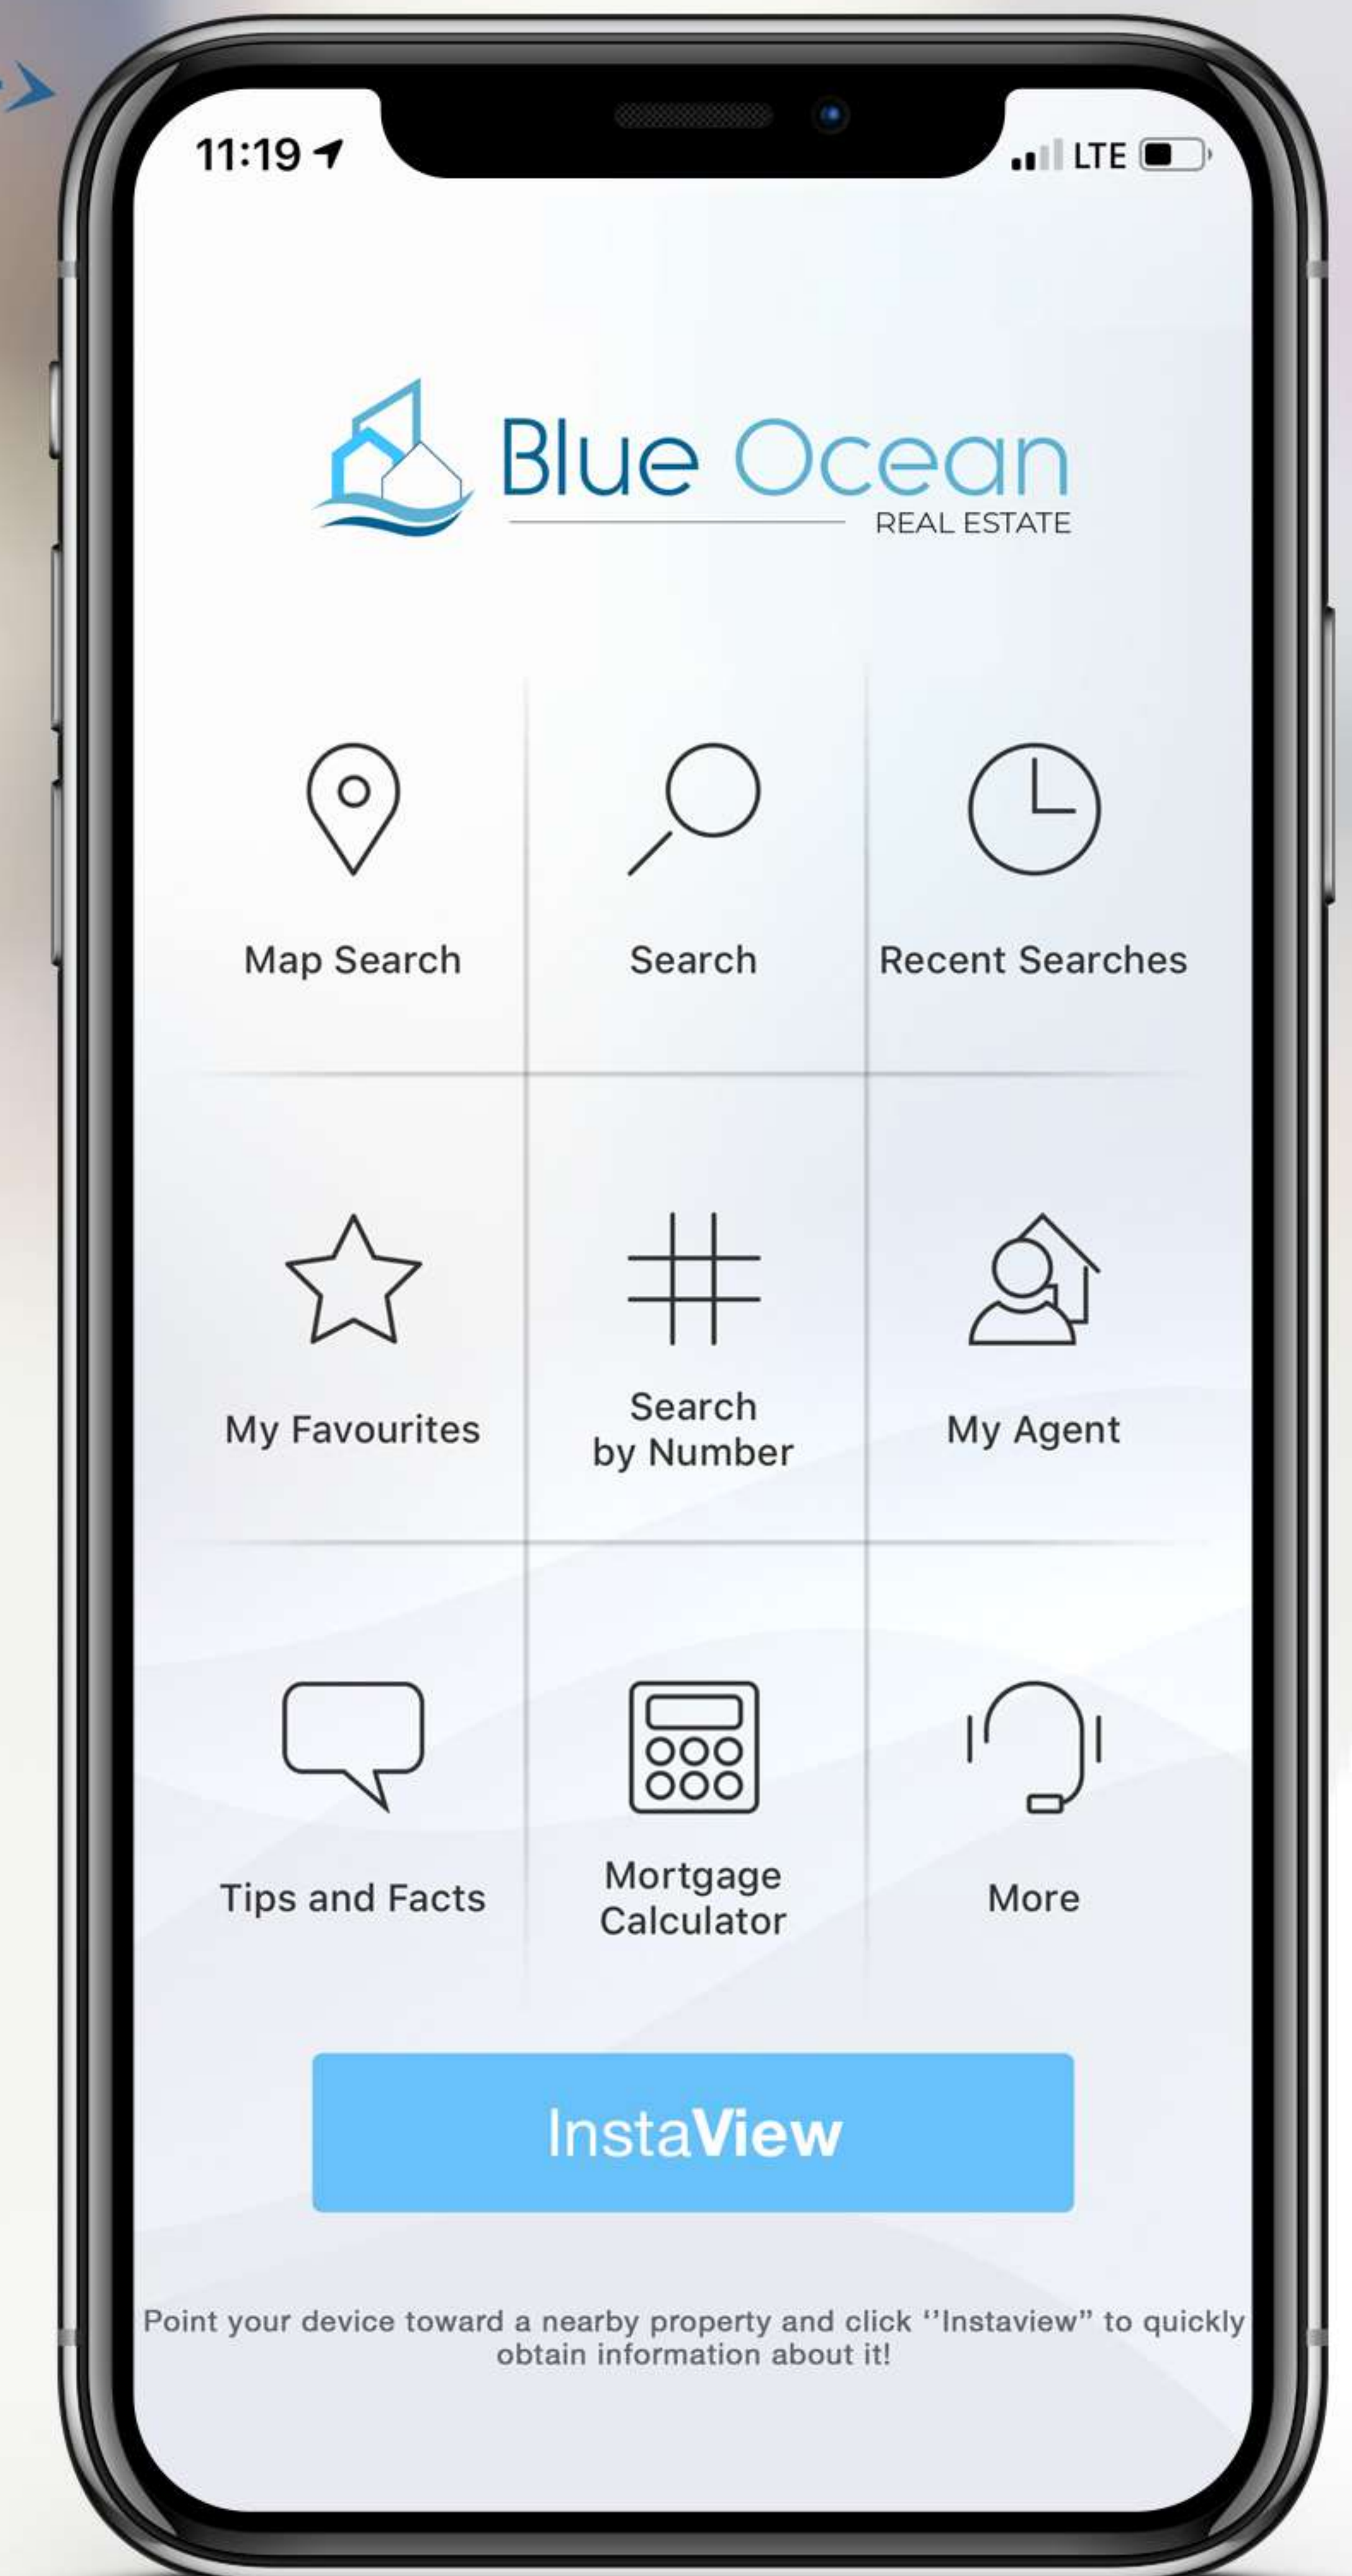 11:19
LTE
Blue Ocean
REAL ESTATE
Map Search
Search
Recent Searches
My Favourites
Search
by Number
My Agent
Tips and Facts
Mortgage
Calculator
More
InstaView
Point your device toward a nearby property and click ‘’Instaview” to quickly
obtain information about it!